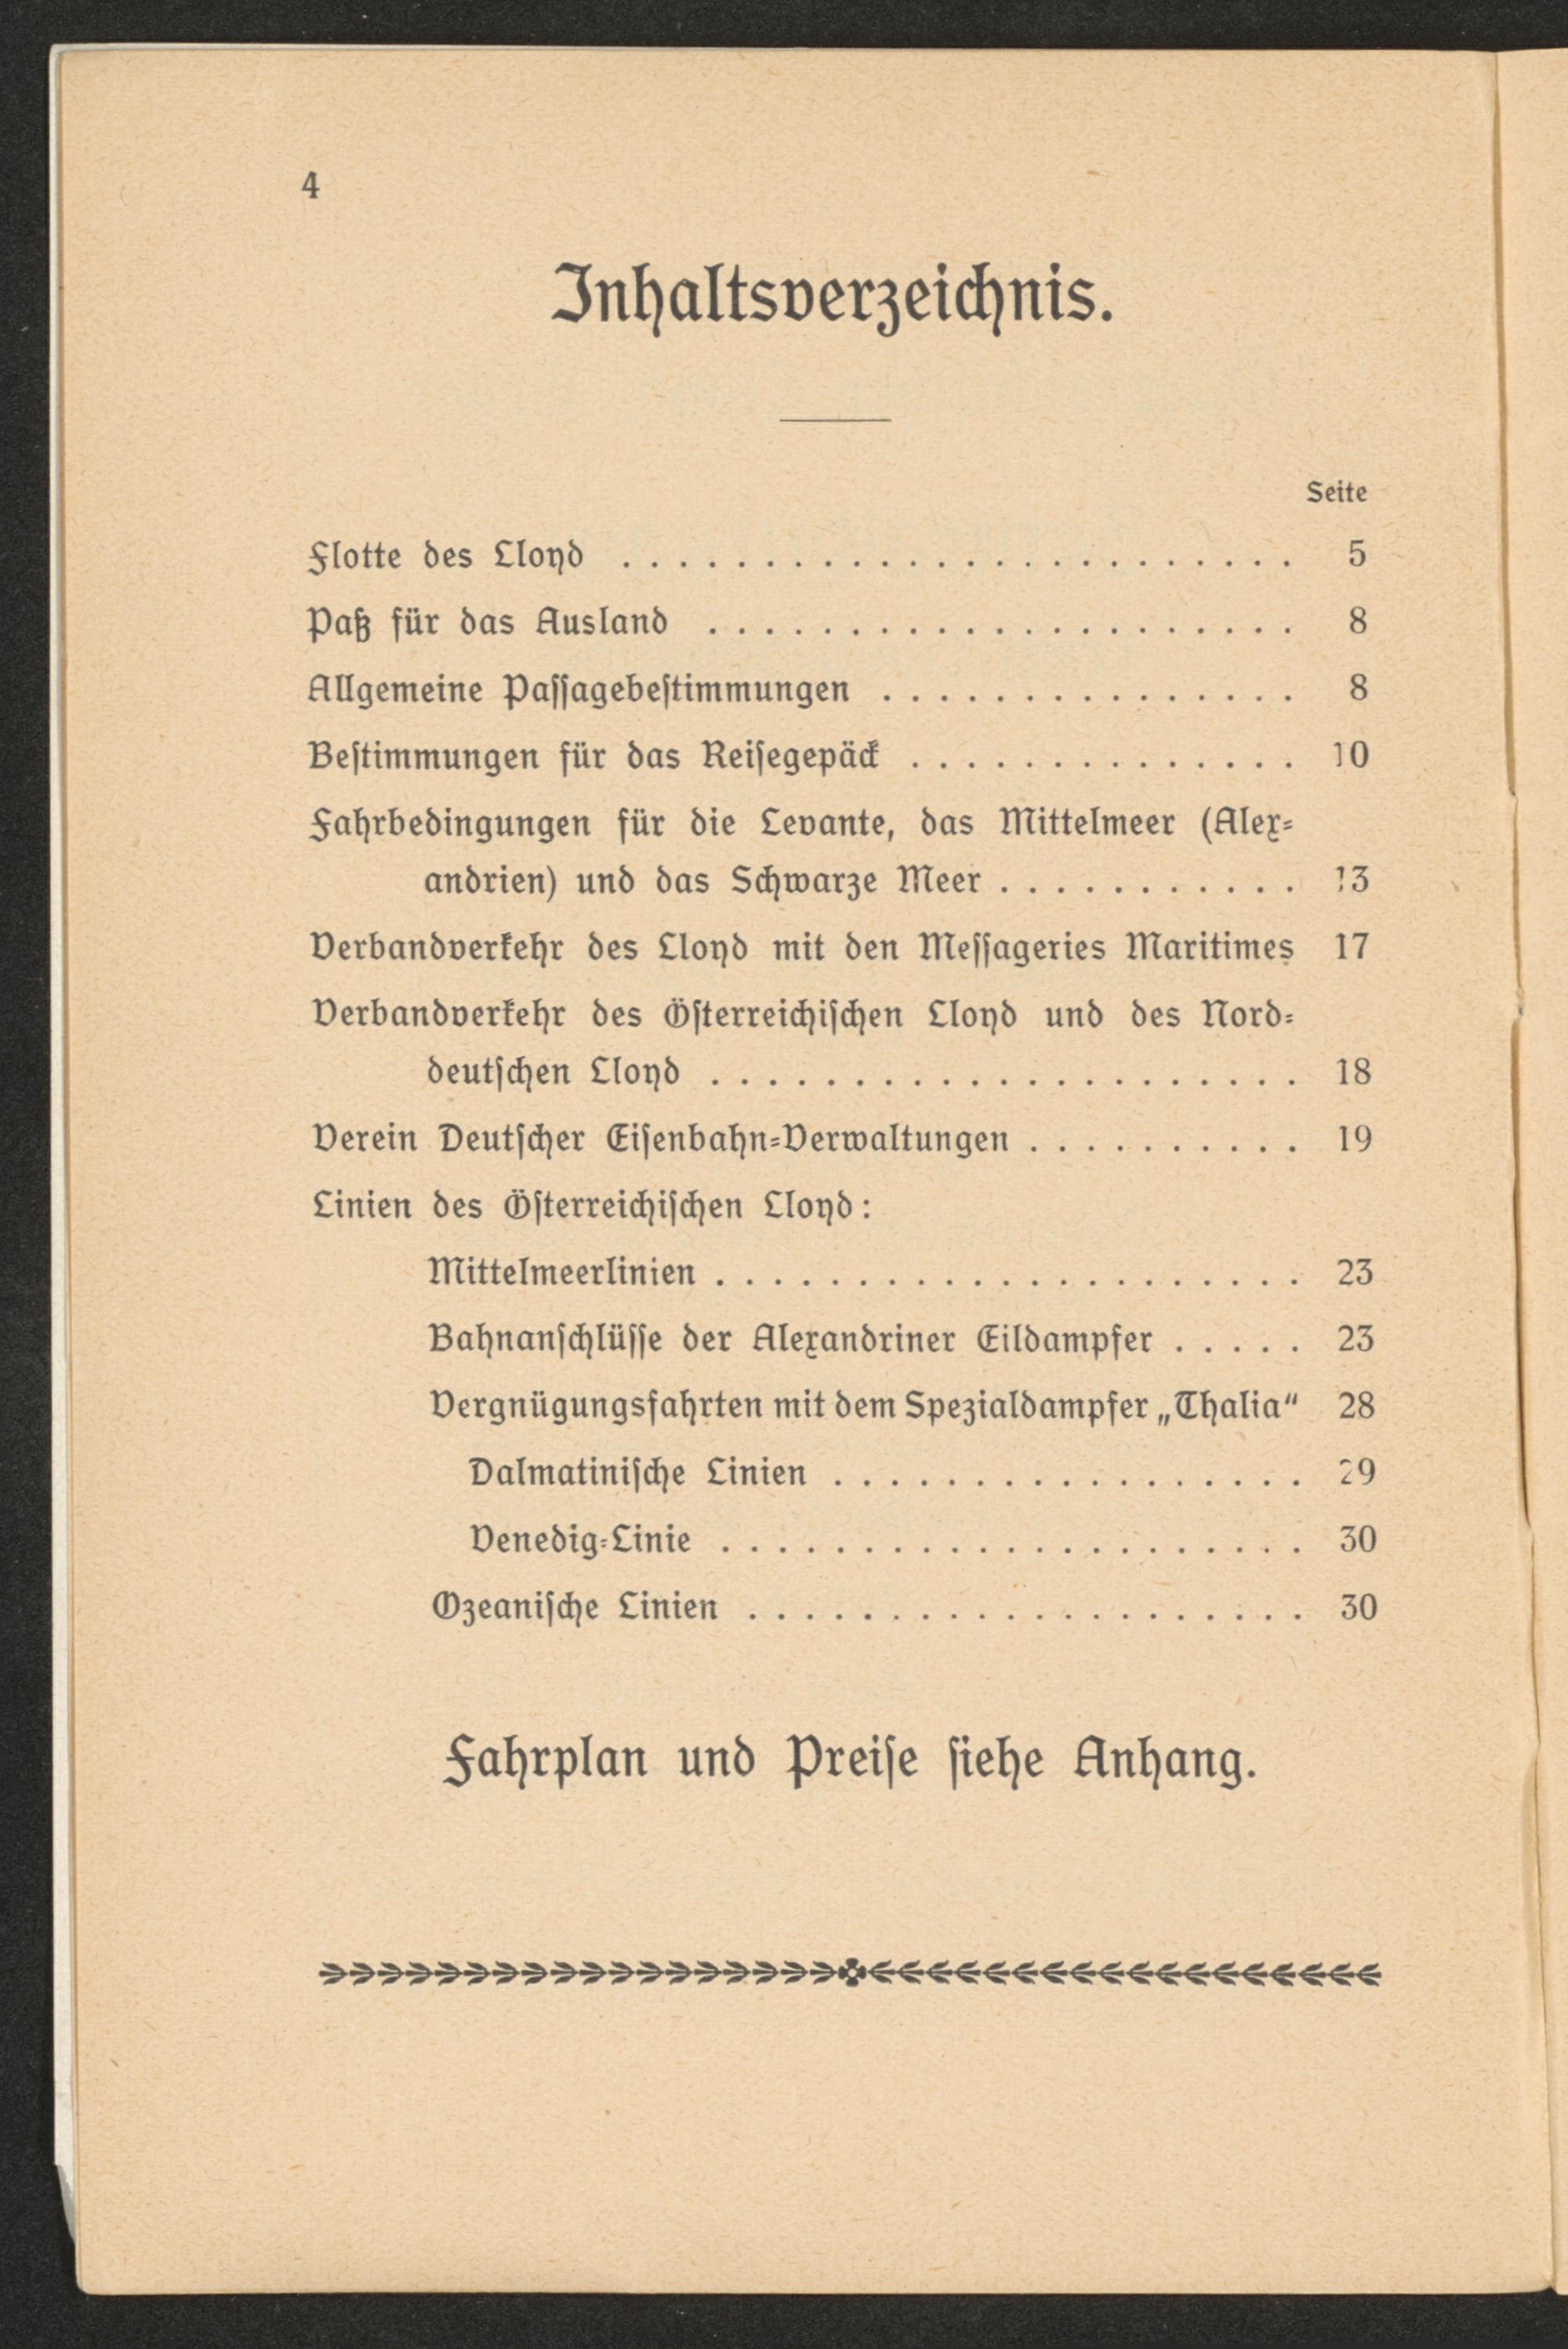 4
Inhaltsverzeichnis.
Seite
Flotte des Lloyd . . . . . . . . . . . . . . . . . . . . . . . . 5
Paß für das Ausland . . . . . . . . . . . . . . . . . . . . . 8
Allgemeine Paſſagebeſtimmungen . . . . . . . . . . . . . . . 8
Beſtimmungen für das Reiſegepäck . . . . . . . . . . . . . . 10
Fahrbedingungen für die Levante, das Mittelmeer (Alex-
andrien) und das Schwarze Meer . . . . . . . . . . . 13
Verbandverkehr des Lloyd mit den Meſſageries Maritimes 17
Verbandverkehr des Öſterreichiſchen Lloyd und des Nord-
deutſchen Lloyd . . . . . . . . . . . . . . . . . . . . . 18
Verein Deutſcher Eiſenbahn-Verwaltungen . . . . . . . . . . 19
Linien des Öſterreichiſchen Lloyd:
Mittelmeerlinien . . . . . . . . . . . . . . . . . . . . . 23
Bahnanſchlüſſe der Alexandriner Eildampfer . . . . . 23
Vergnügungsfahrten mit dem Spezialdampfer „Thalia“ 28
Dalmatiniſche Linien . . . . . . . . . . . . . . . . . 29
Venedig-Linie . . . . . . . . . . . . . . . . . . . . . 30
Ozeaniſche Linien . . . . . . . . . . . . . . . . . . . . 30
Fahrplan und Preiſe ſiehe Anhang.